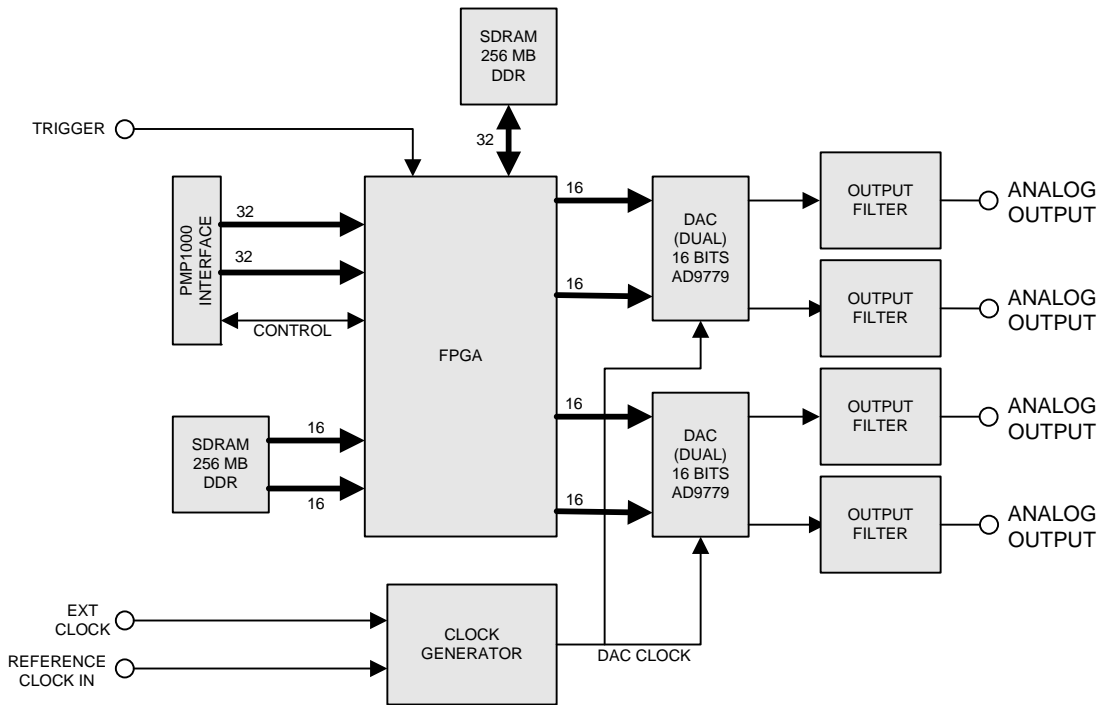 SDRAM
256 MB
DDR
TRIGGER
32
PMP1000
INTERFACE
32
32
CONTROL
FPGA
16
16
16
16
DAC
(DUAL)
16 BITS
AD9779
OUTPUT
FILTER
ANALOG
OUTPUT
OUTPUT
FILTER
ANALOG
OUTPUT
SDRAM
256 MB
DDR
16
16
DAC
(DUAL)
16 BITS
AD9779
OUTPUT
FILTER
ANALOG
OUTPUT
OUTPUT
FILTER
ANALOG
OUTPUT
EXT
CLOCK
REFERENCE
CLOCK IN
CLOCK
GENERATOR
DAC CLOCK